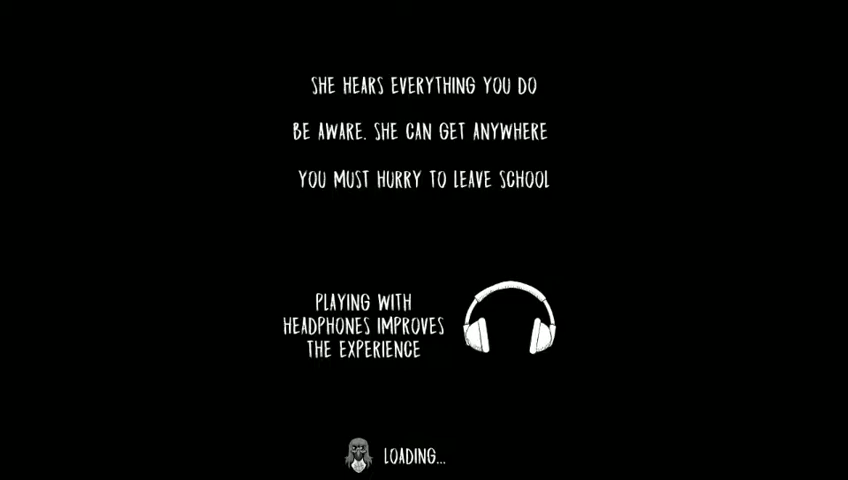 SHE HEARS EVERYTHING YOU DO
BE AWARE. SHE CAN GET ANYWHERE
YOU MUST HURRY TO LEAVE SCHOOL
PLAYING WITH
HEADPHONES IMPROVES
THE EXPERIENCE
LOADING...